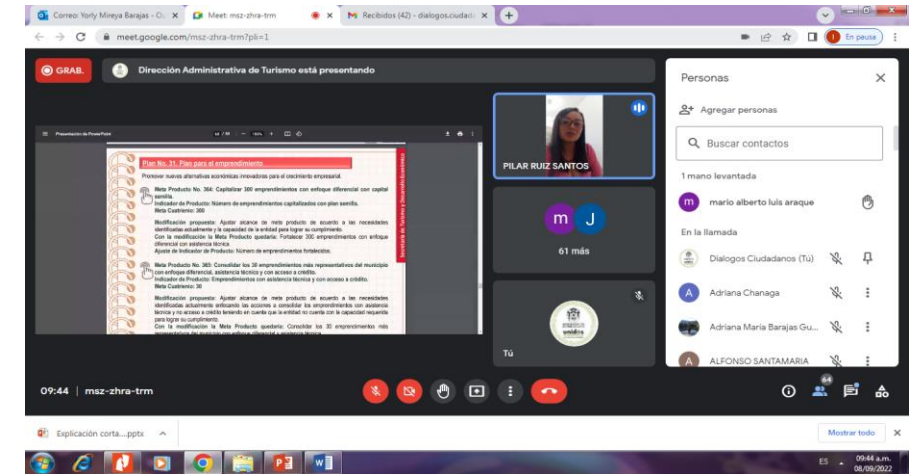 Correo: Yorly Mireya Barajas - O
Meet: msz-zhra-trm
Recibidos (42) - dialogos.ciudad
meet.google.com/msz-zhra-trm?pli=1
En pausa
GRAB.
Dirección Administrativa de Turismo está presentando
Presentación de PowerPoint
Plan No. 31. Plan para el emprendimiento
Promover nuevas alternativas económicas innovadoras para el crecimiento empresarial.
Meta Producto No. 364: Capitalizar 300 emprendimientos con enfoque diferencial con capital
semilla.
Indicador de Producto: Número de emprendimientos capitalizados con plan semilla.
Meta Cuatrienio: 300
Modificación propuesta: Ajustar alcance de meta producto de acuerdo a las necesidades
identificadas actualmente y la capacidad de la entidad para lograr su cumplimiento.
Con la modificación la Meta Producto quedaría: Fortalecer 300 emprendimientos con enfoque
diferencial con asistencia técnica.
Ajuste de Indicador de Producto: Número de emprendimientos fortalecidos.
Meta Producto No. 365: Consolidar los 30 emprendimientos más representativos del municipio
con enfoque diferencial, asistencia técnica y con acceso a crédito.
Indicador de Producto: Emprendimientos con asistencia técnica y con acceso a crédito.
Meta Cuatrienio: 30
Modificación propuesta: Ajustar alcance de meta producto de acuerdo a las necesidades
identificadas actualmente enfocando las acciones a consolidar los emprendimientos con asistencia
técnica y no acceso a crédito teniendo en cuenta que la entidad no cuenta con la capacidad requerida
para lograr su cumplimiento.
Con la modificación la Meta Producto quedaría: Consolidar los 30 emprendimientos más
representativos del municipio con enfoque diferencial y asistencia técnica.
Secretaría de Turismo y Desarrollo Económico
PILAR RUIZ SANTOS
m J
61 más
unidos
Tú
Personas
Agregar personas
Buscar contactos
1 mano levantada
m mario alberto luis araque
En la llamada
Dialogos Ciudadanos (Tú)
A Adriana Chanaga
Adriana María Barajas Gu...
A ALFONSO SANTAMARIA
09:44 | msz-zhra-trm
64
Explicación corta....pptx
Mostrar todo
ES
09:44 a.m.
08/09/2022